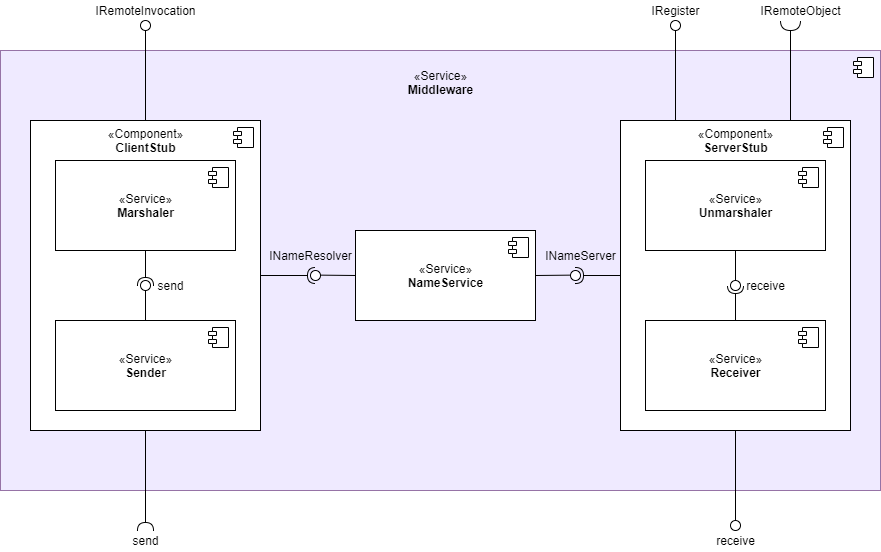 IRemoteInvocation
IRegister
IRemoteObject
«Service»
Middleware
«Component»
ClientStub
«Service»
Marshaler
send
«Service»
Sender
INameResolver
«Service»
NameService
INameServer
«Component»
ServerStub
«Service»
Unmarshaler
receive
«Service»
Receiver
send
receive